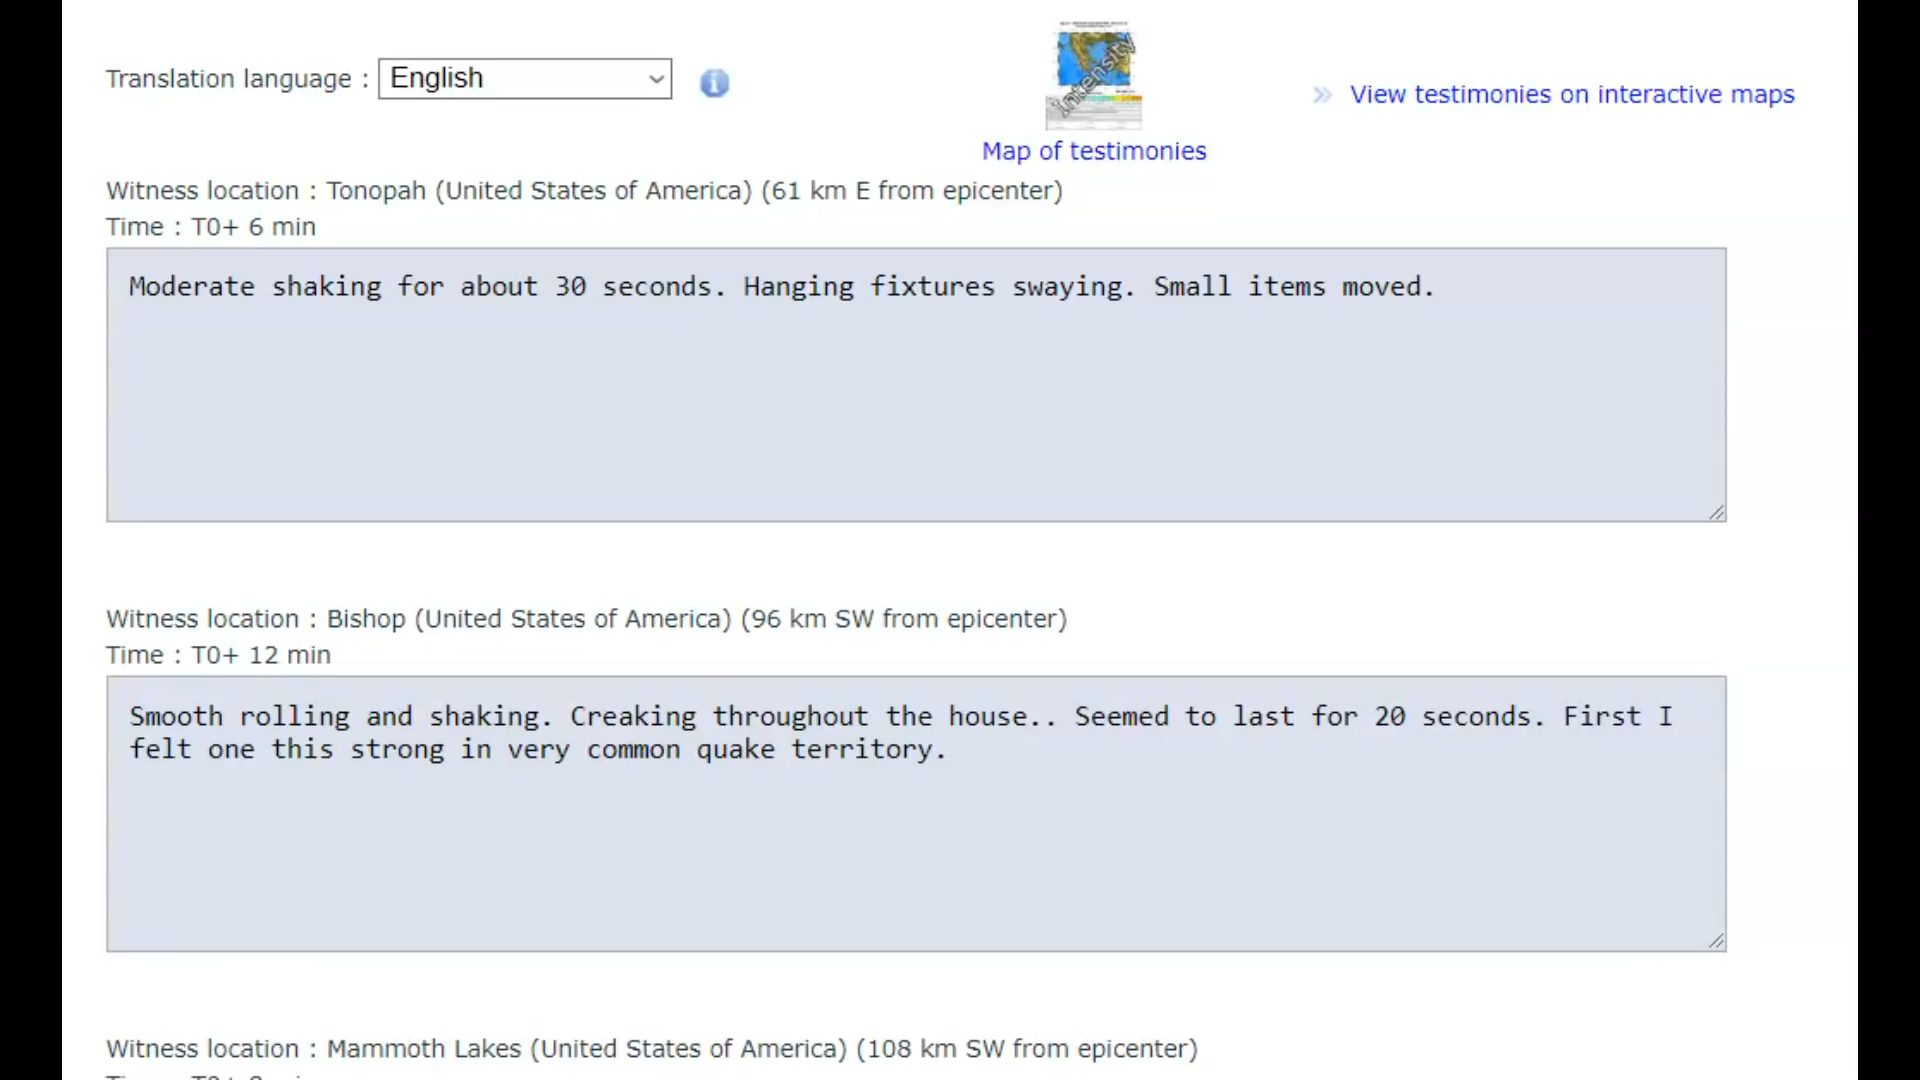 Translation language : English
intensity
View testimonies on interactive maps
Map of testimonies
Witness location : Tonopah (United States of America) (61 km E from epicenter)
Time : T0+ 6 min
Moderate shaking for about 30 seconds. Hanging fixtures swaying. Small items moved.
Witness location : Bishop (United States of America) (96 km SW from epicenter)
Time : T0+ 12 min
Smooth rolling and shaking. Creaking throughout the house.. Seemed to last for 20 seconds. First I
felt one this strong in very common quake territory.
Witness location : Mammoth Lakes (United States of America) (108 km SW from epicenter)